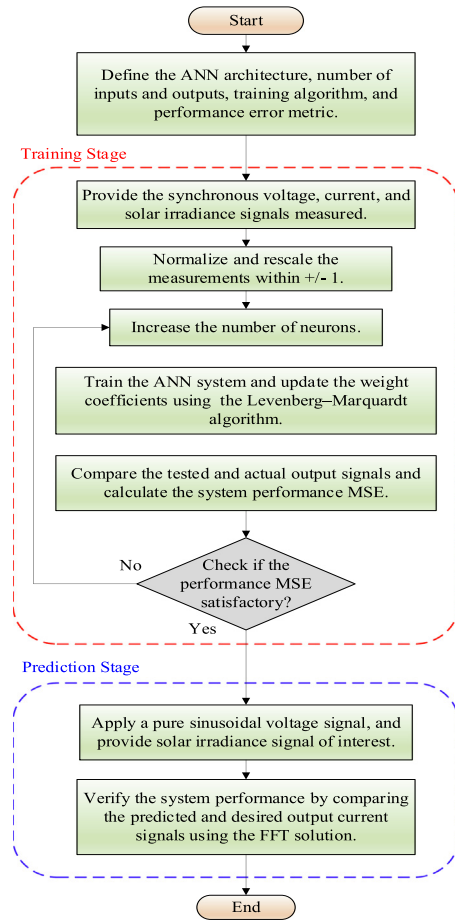 Start
Define the ANN architecture, number of
inputs and outputs, training algorithm, and
performance error metric.
Training Stage
Provide the synchronous voltage, current, and
solar irradiance signals measured.
Normalize and rescale the
measurements within +/- 1.
Increase the number of neurons.
Train the ANN system and update the weight
coefficients using the Levenberg–Marquardt
algorithm.
Compare the tested and actual output signals and
calculate the system performance MSE.
No
Check if the
performance MSE
satisfactory?
Yes
Prediction Stage
Apply a pure sinusoidal voltage signal, and
provide solar irradiance signal of interest.
Verify the system performance by comparing
the predicted and desired output current
signals using the FFT solution.
End